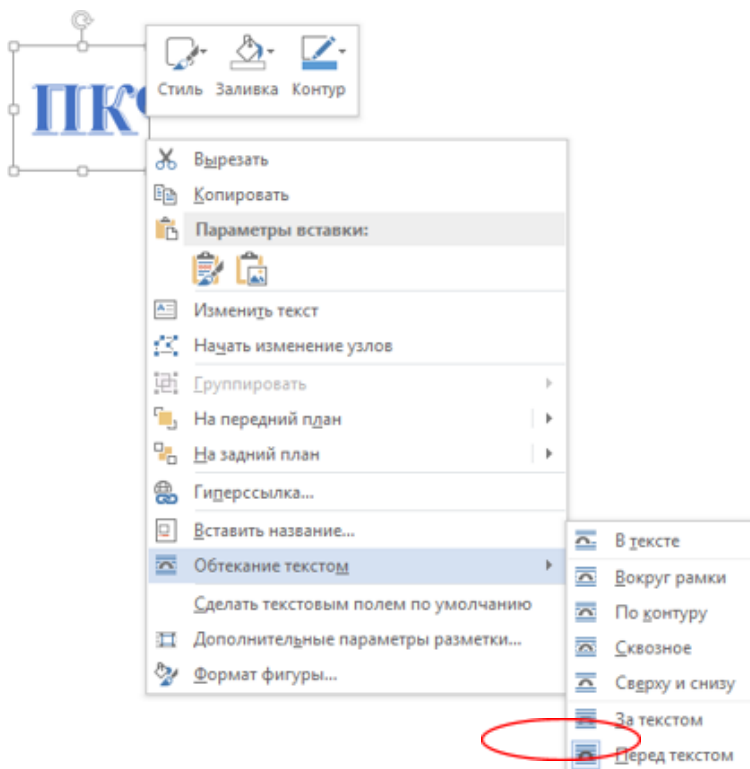 Стиль Заливка Контур
ПК
Вырезать
Копировать
Параметры вставки:
Изменить текст
Начать изменение узлов
Группировать
На передний план
На задний план
Гиперссылка...
Вставить название...
Обтекание текстом
Сделать текстовым полем по умолчанию
Дополнительные параметры разметки...
Формат фигуры...
В тексте
Вокруг рамки
По контуру
Сквозное
Сверху и снизу
За текстом
Перед текстом